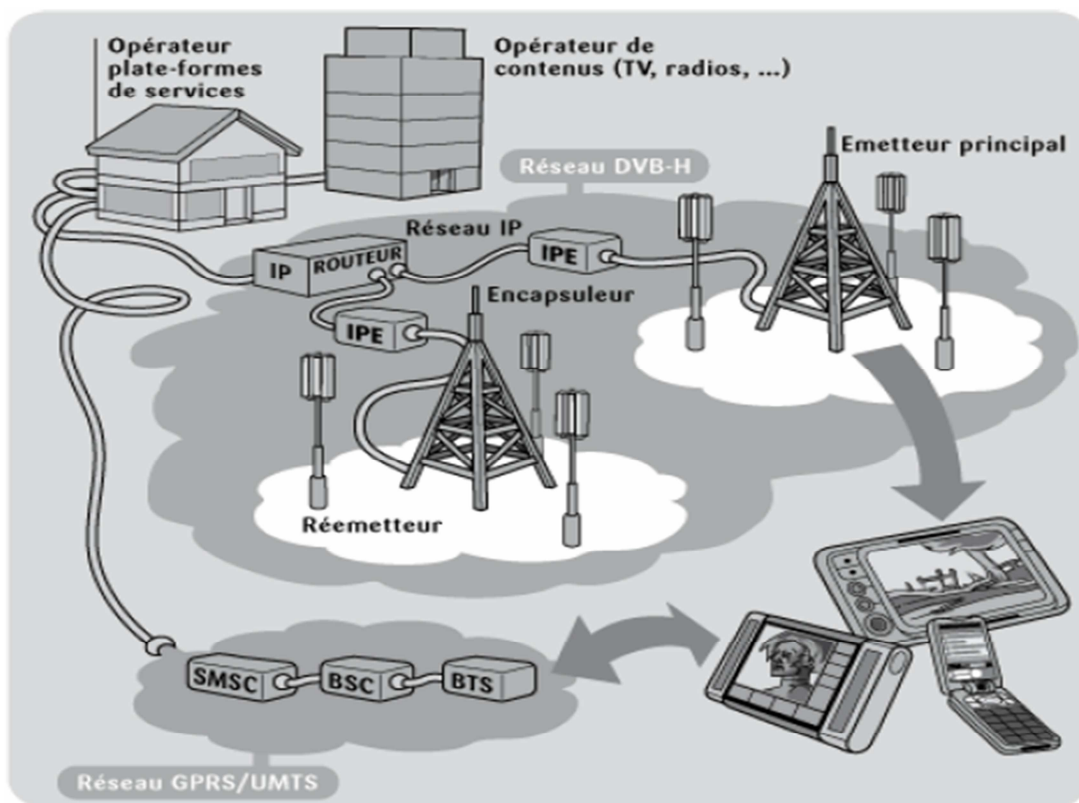 Opérateur
plate-formes
de services
Opérateur de
contenus (TV, radios, ...)
Emetteur principal
Réseau DVB-H
Réseau IP
IPE
IP
ROUTEUR
Encapsuleur
IPE
Réemetteur
SMSC
BSC
BTS
Réseau GPRS/UMTS